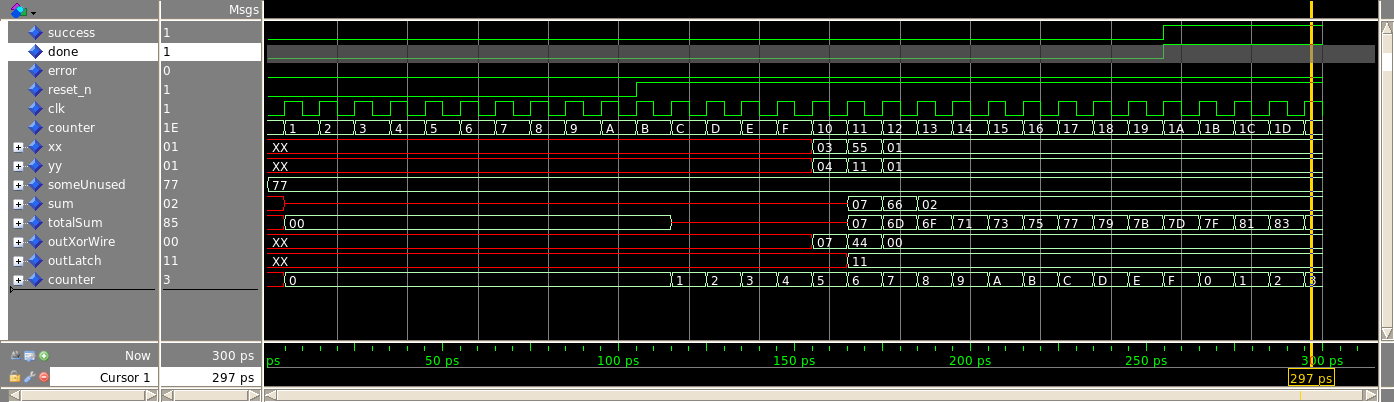 Msgs
success 1
done 1
error 0
reset_n 1
clk 1
counter 1E 1 2 3 4 5 6 7 8 9 A B C D E F 10 11 12 13 14 15 16 17 18 19 1A 1B 1C 1D
xx 01 XX 03 55 01
yy 01 XX 04 11 01
someUnused 77 77
sum 02 07 66 02
totalSum 85 00 07 6D 6F 71 73 75 77 79 7B 7D 7F 81 83
outXorWire 00 XX 07 44 00
outLatch 11 XX 11
counter 3 0 1 2 3 4 5 6 7 8 9 A B C D E F 0 1 2 3
Now 300 ps ps 50 ps 100 ps 150 ps 200 ps 250 ps 300 ps
Cursor 1 297 ps 297 ps